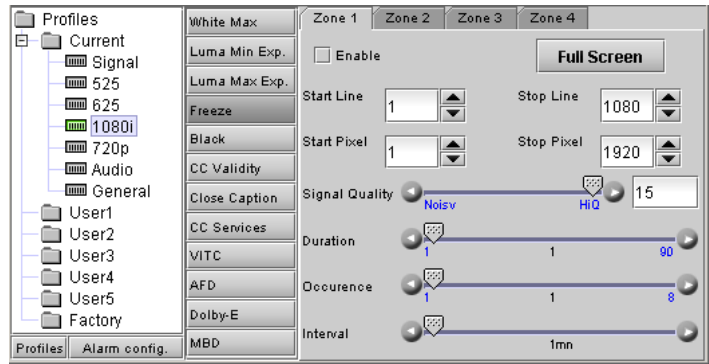 Profiles
Current
Signal
525
625
1080i
720p
Audio
General
User1
User2
User3
User4
User5
Factory
Profiles Alarm config.
White Max
Luma Min Exp.
Luma Max Exp.
Freeze
Black
CC Validity
Close Caption
CC Services
VITC
AFD
Dolby-E
MBD
Zone 1 Zone 2 Zone 3 Zone 4
Enable Full Screen
Start Line 1 Stop Line 1080
Start Pixel 1 Stop Pixel 1920
Signal Quality Noisy HiQ 15
Duration 1 1 90
Occurence 1 1 8
Interval 1mn